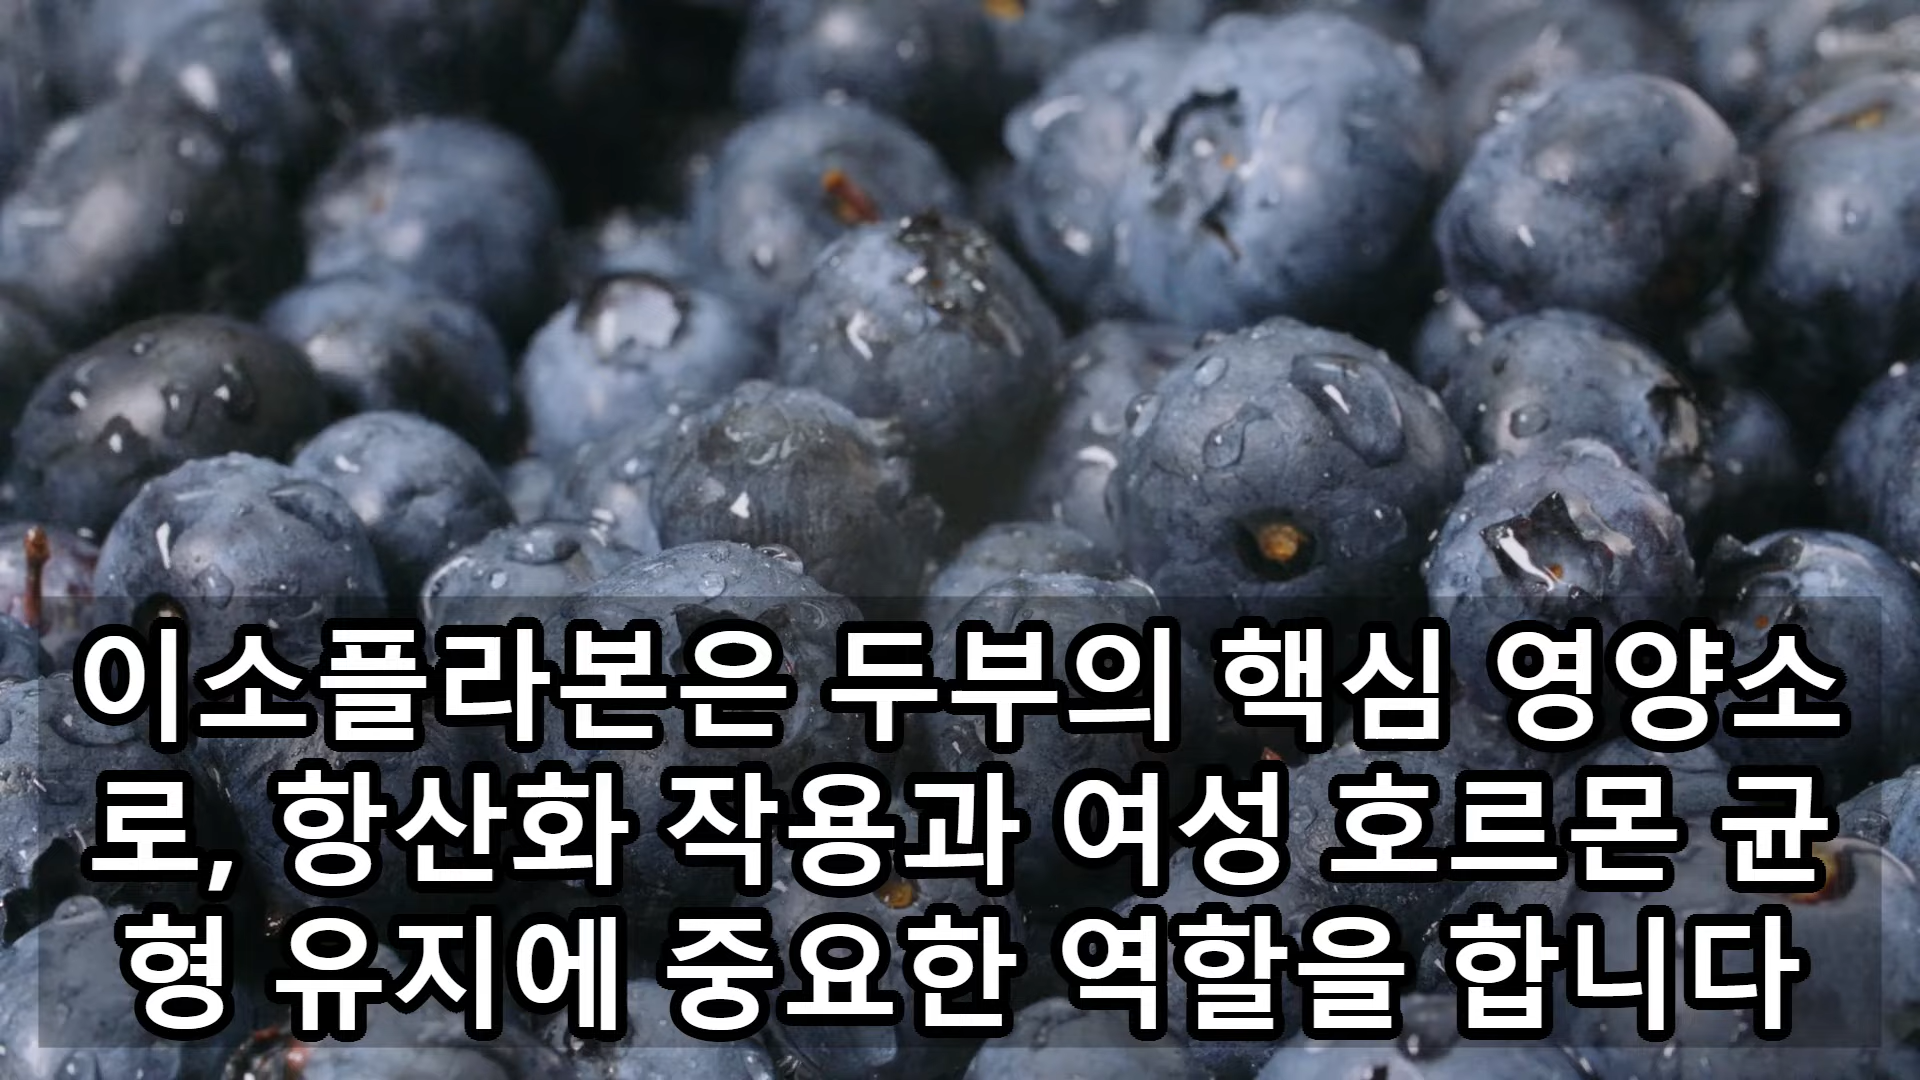 이소플라본은 두부의 핵심 영양소
로, 항산화 작용과 여성 호르몬 균
형 유지에 중요한 역할을 합니다